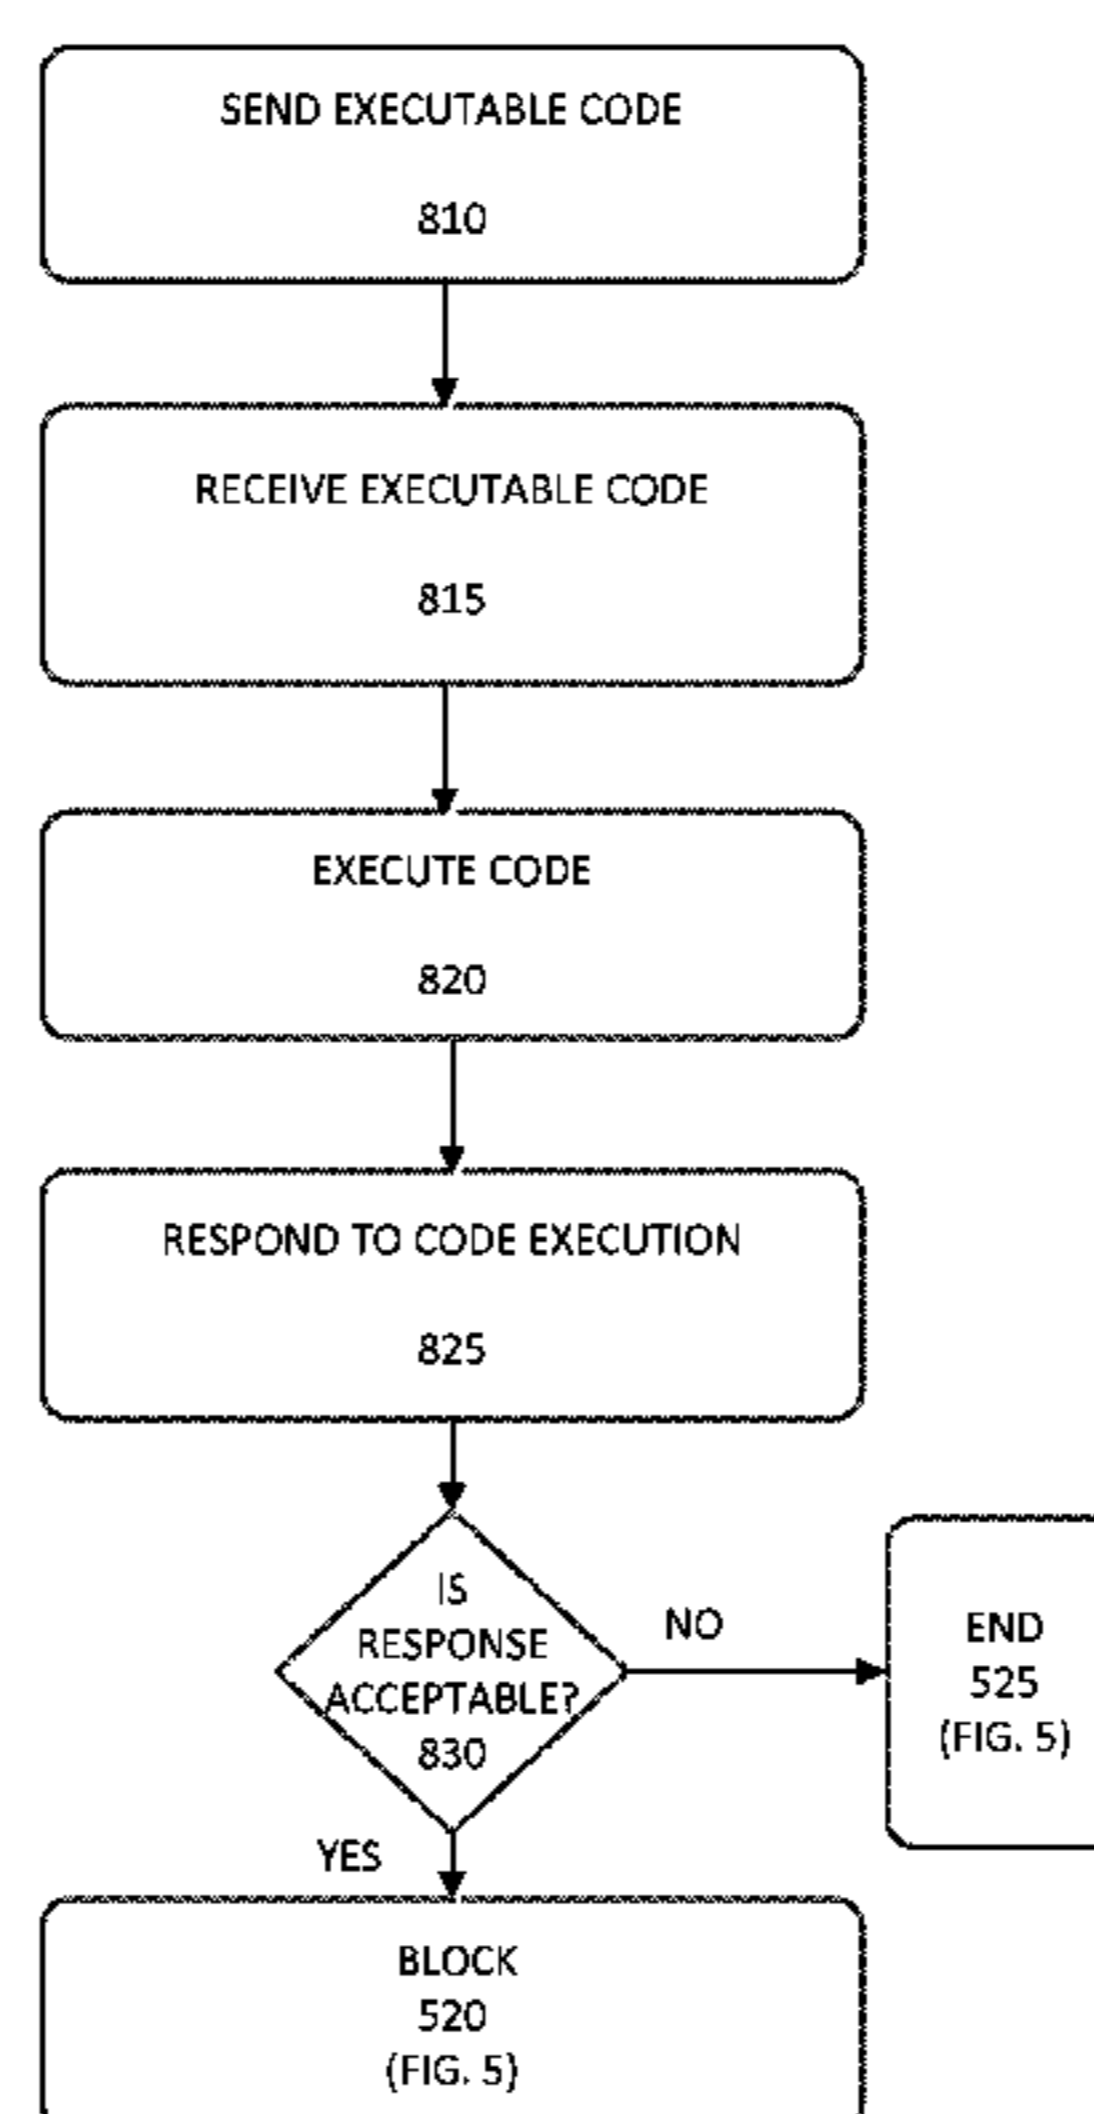 SEND EXECUTABLE CODE
810
RECEIVE EXECUTABLE CODE
815
EXECUTE CODE
820
RESPOND TO CODE EXECUTION
825
IS
RESPONSE
ACCEPTABLE?
830
NO
END
525
(FIG. 5)
YES
BLOCK
520
(FIG. 5)